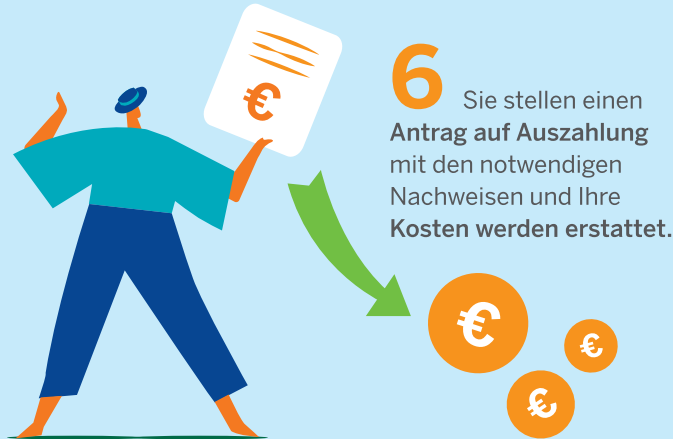 €
6 Sie stellen einen
Antrag auf Auszahlung
mit den notwendigen
Nachweisen und Ihre
Kosten werden erstattet.
€
€
€